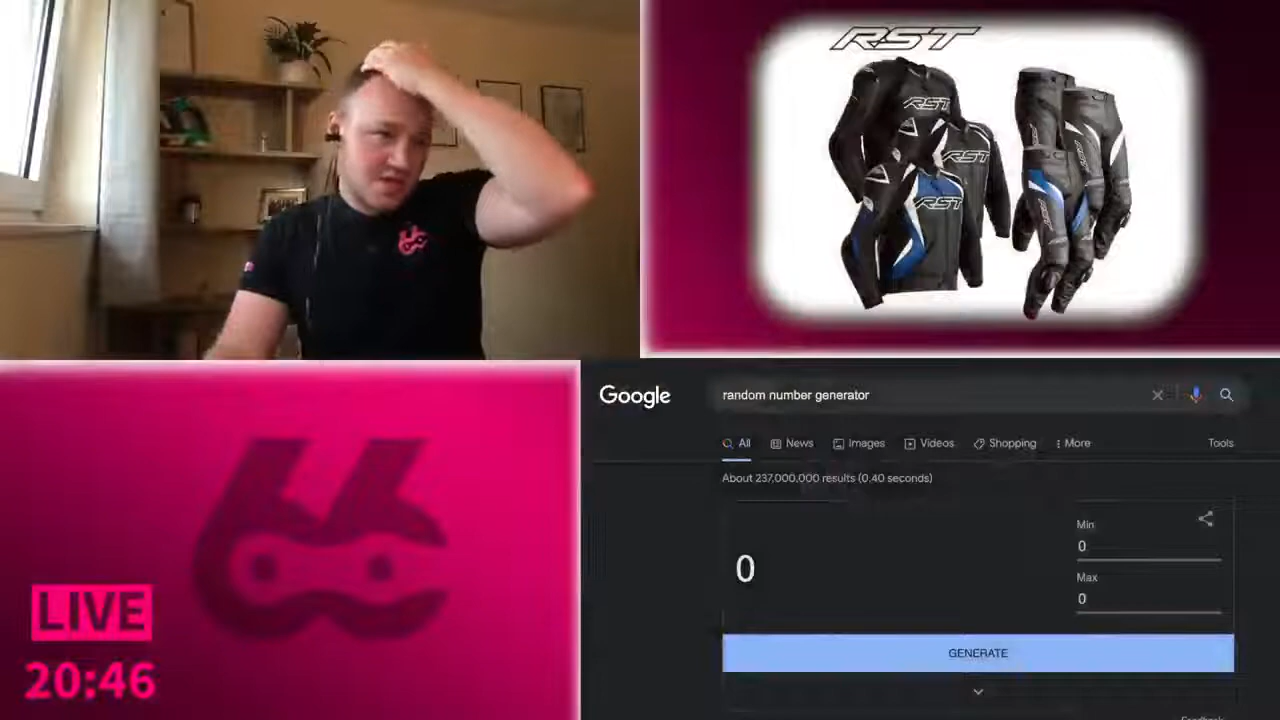 RST
RST
RST
RST
Google
random number generator
All
News
Images
Videos
Shopping
More
Tools
About 237,000,000 results (0.40 seconds)
0
Min
0
Max
0
GENERATE
Feedback
LIVE
20:46